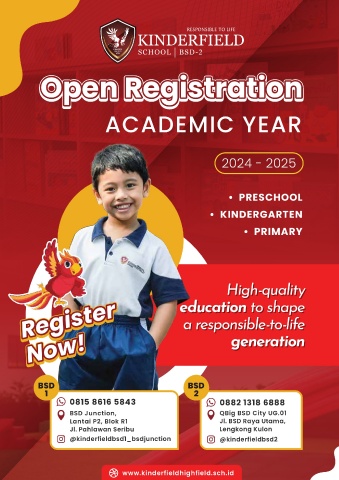 RESPONSIBLE TO LIFE
KINDERFIELD
SCHOOL | BSD-2
Open Registration
ACADEMIC YEAR
2024 - 2025
• PRESCHOOL
• KINDERGARTEN
• PRIMARY
High-quality
education to shape
a responsible-to-life
generation
Register
Now!
BSD
1
0815 8616 5843
BSD Junction,
Lantai P2, Blok R1
Jl. Pahlawan Seribu
@kinderfieldbsd1_bsdjunction
BSD
2
0882 1318 6888
QBig BSD City UG.01
Jl. BSD Raya Utama,
Lengkong Kulon
@kinderfieldbsd2
www.kinderfieldhighfield.sch.id